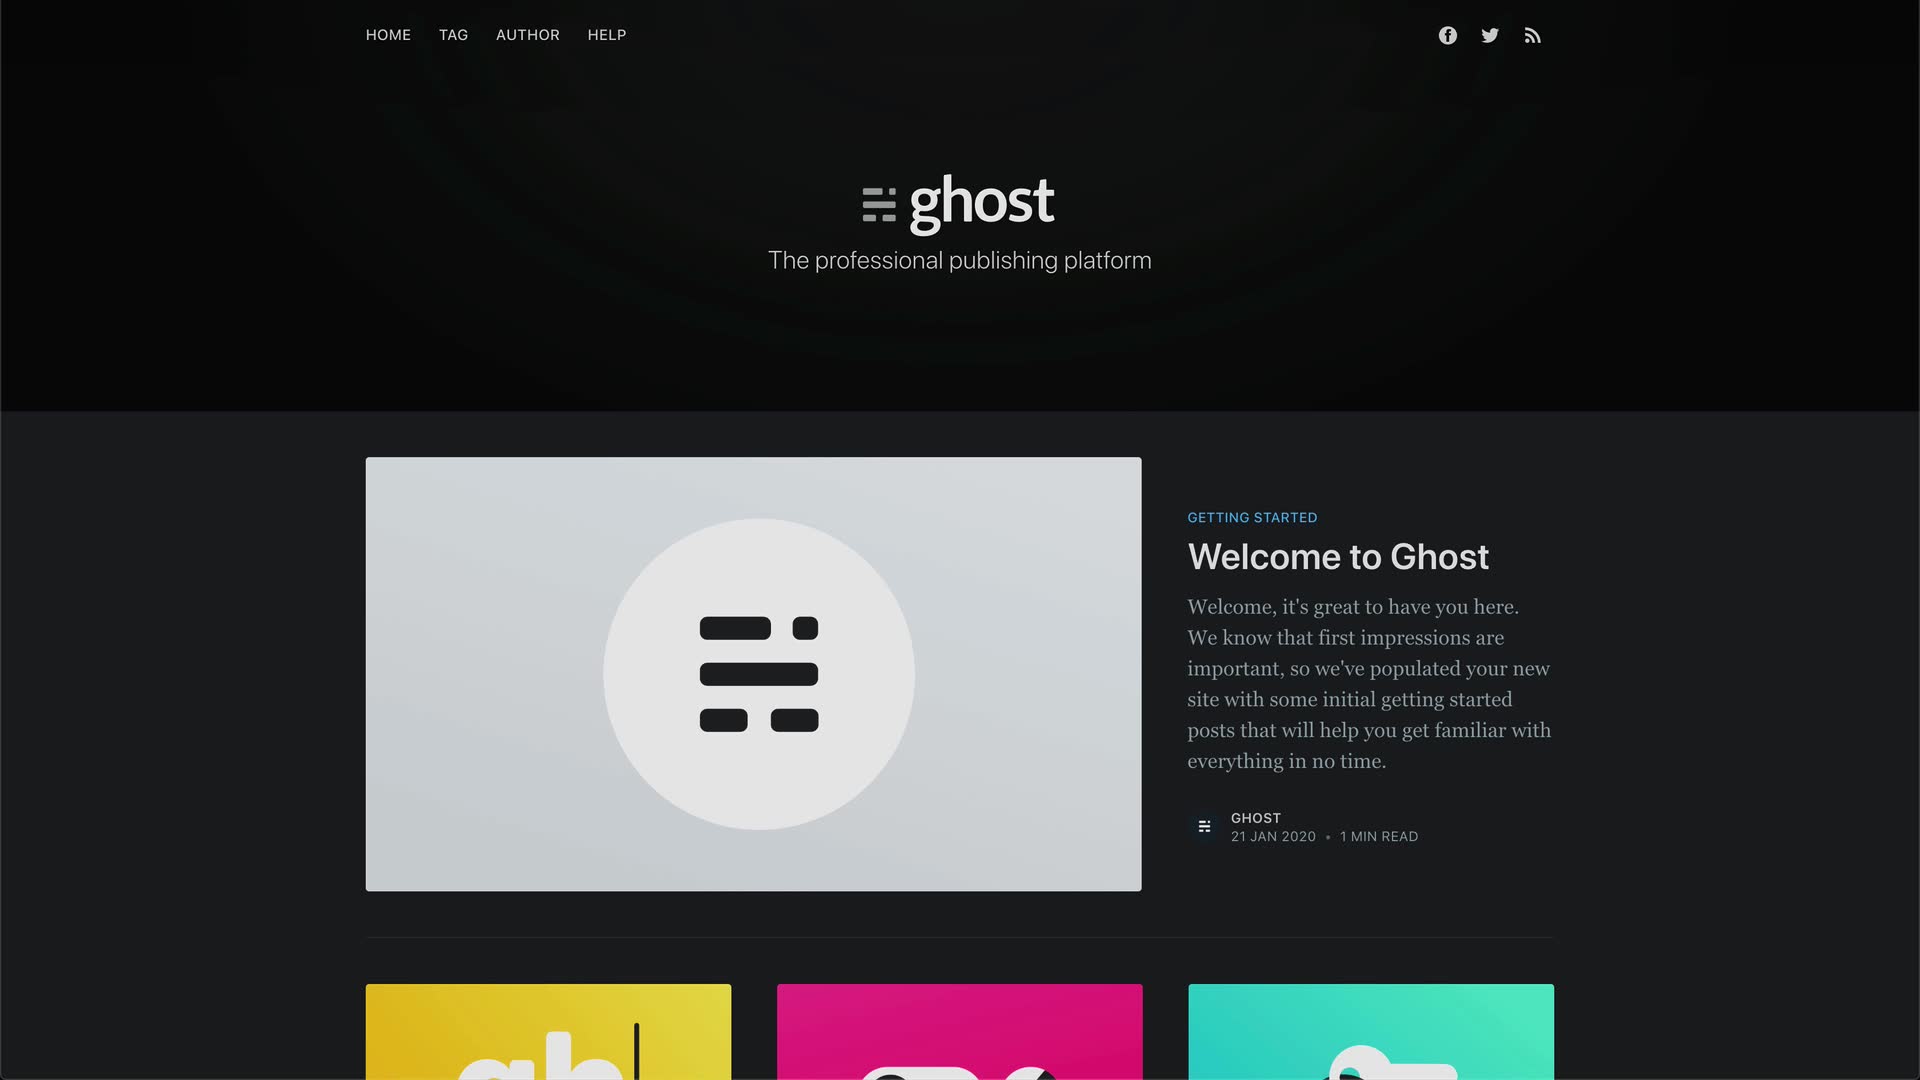 HOME TAG AUTHOR HELP
ghost
The professional publishing platform
GETTING STARTED
Welcome to Ghost
Welcome, it's great to have you here.
We know that first impressions are
important, so we've populated your new
site with some initial getting started
posts that will help you get familiar with
everything in no time.
GHOST
21 JAN 2020 • 1 MIN READ
gh